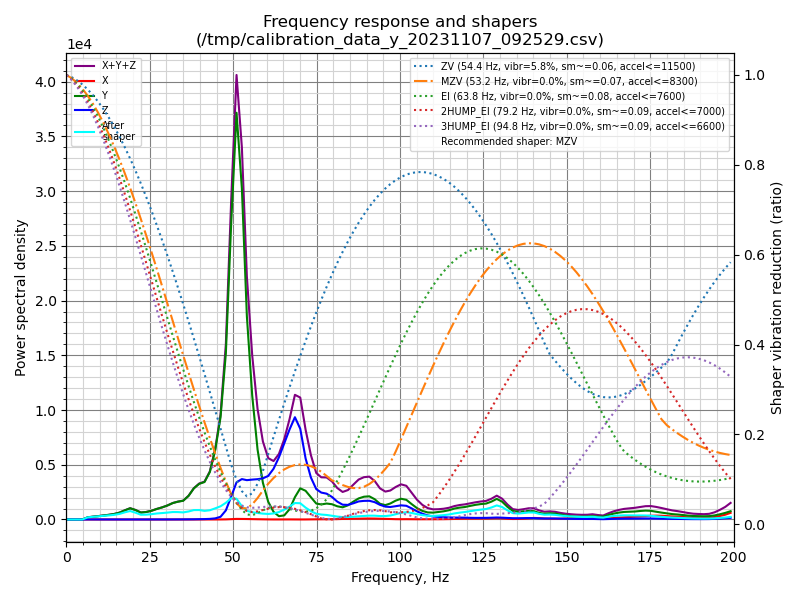 Frequency response and shapers
(/tmp/calibration_data_y_20231107_092529.csv)
1e4
X+Y+Z
X
Y
Z
After
shaper
ZV (54.4 Hz, vibr=5.8%, sm~=0.06, accel<=11500)
MZV (53.2 Hz, vibr=0.0%, sm~=0.07, accel<=8300)
EI (63.8 Hz, vibr=0.0%, sm~=0.08, accel<=7600)
2HUMP_EI (79.2 Hz, vibr=0.0%, sm~=0.09, accel<=7000)
3HUMP_EI (94.8 Hz, vibr=0.0%, sm~=0.09, accel<=6600)
Recommended shaper: MZV
4.0
3.5
3.0
2.5
2.0
1.5
1.0
0.5
0.0
Power spectral density
1.0
0.8
0.6
0.4
0.2
0.0
Shaper vibration reduction (ratio)
0 25 50 75 100 125 150 175 200
Frequency, Hz